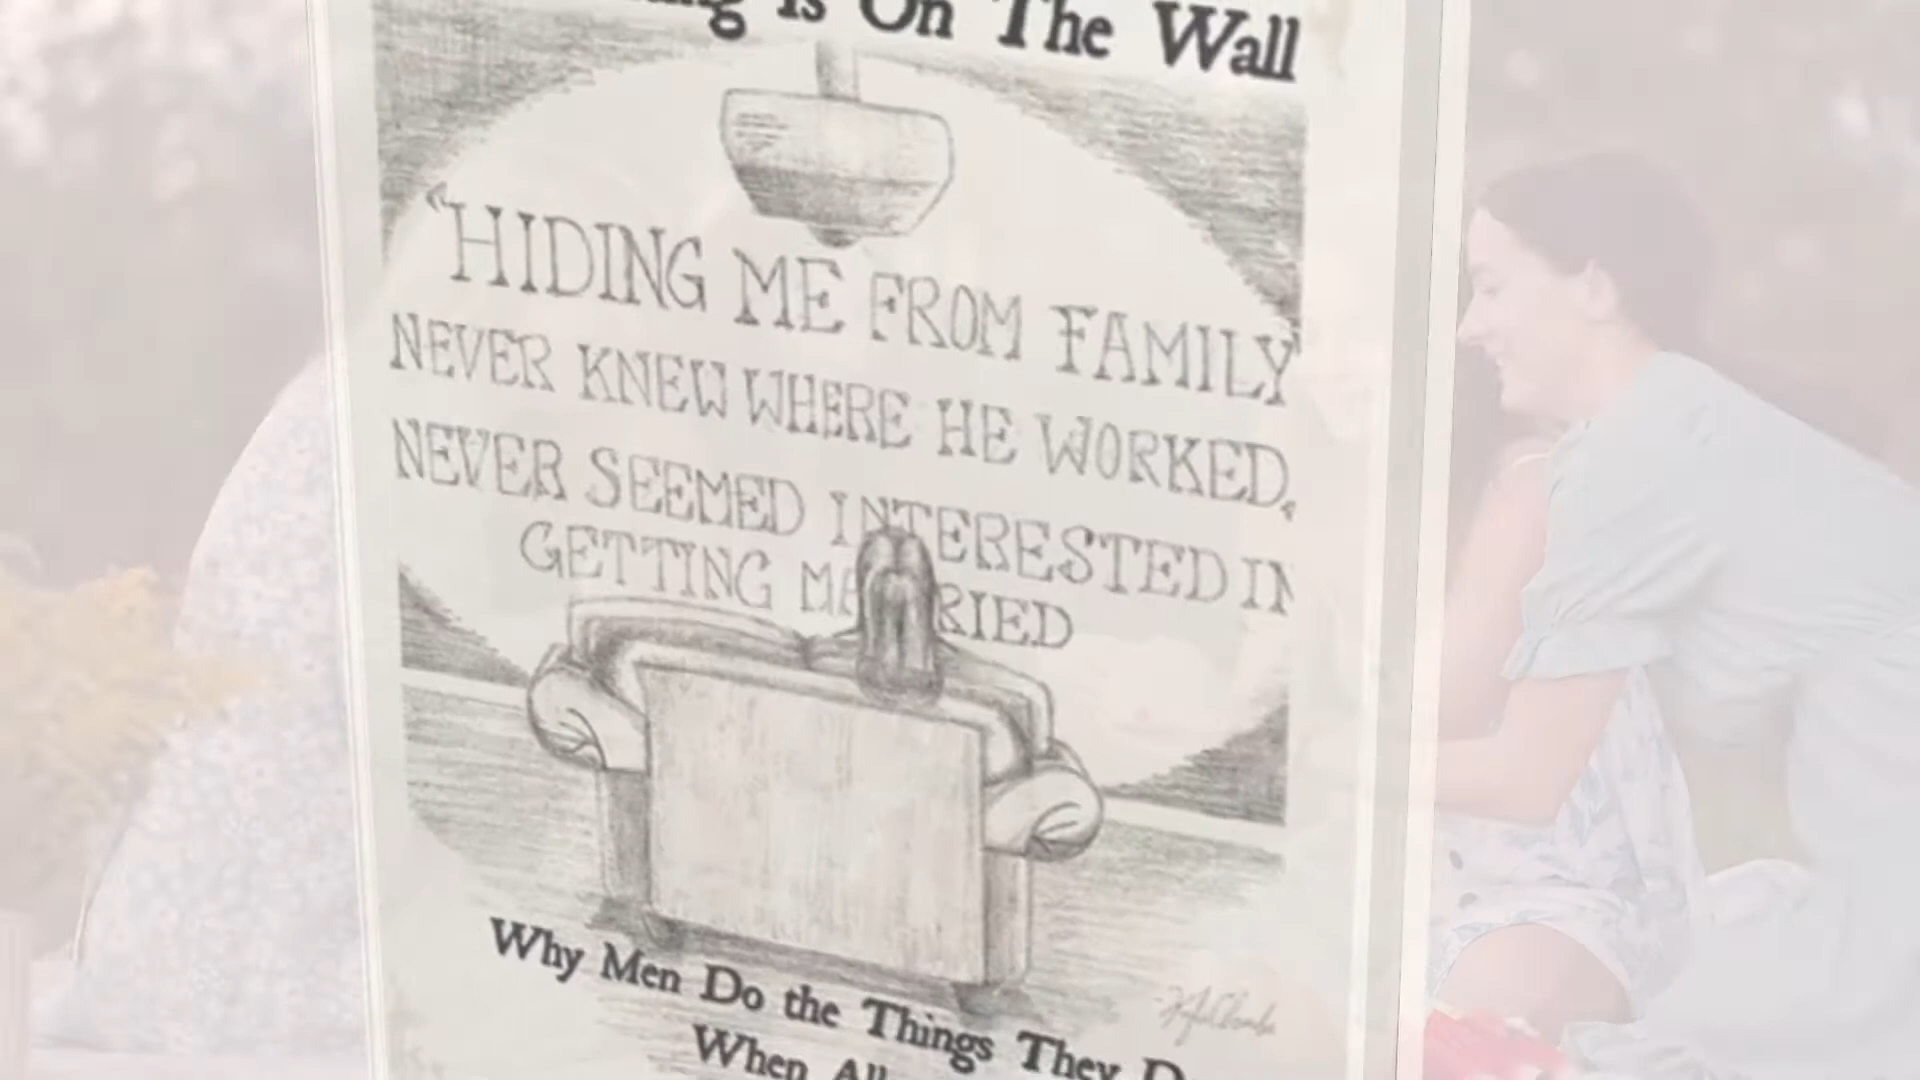 Is On The Wall
"HIDING ME FROM FAMILY
NEVER KNEW WHERE HE WORKED,
NEVER SEEMED INTERESTED IN
GETTING MARRIED
Why Men Do the Things They
When